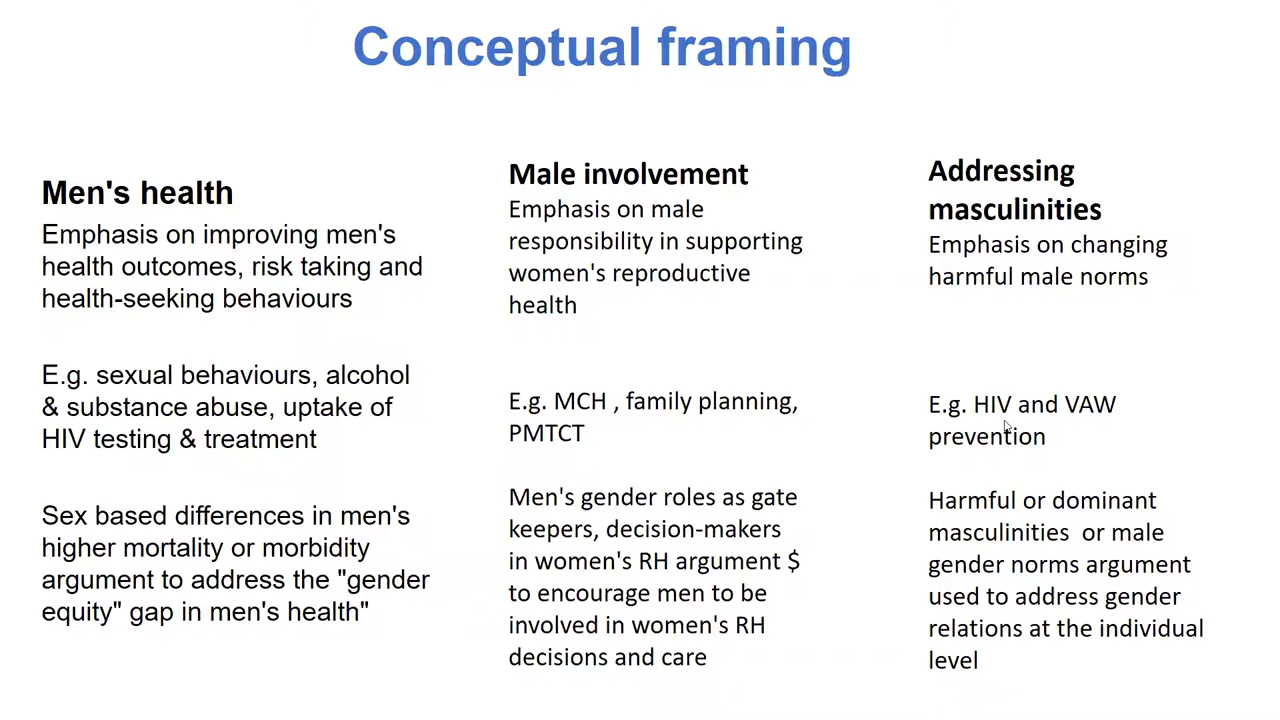 Conceptual framing
Men's health
Emphasis on improving men's
health outcomes, risk taking and
health-seeking behaviours
E.g. sexual behaviours, alcohol
& substance abuse, uptake of
HIV testing & treatment
Sex based differences in men's
higher mortality or morbidity
argument to address the "gender
equity" gap in men's health"
Male involvement
Emphasis on male
responsibility in supporting
women's reproductive
health
E.g. MCH , family planning,
PMTCT
Men's gender roles as gate
keepers, decision-makers
in women's RH argument $
to encourage men to be
involved in women's RH
decisions and care
Addressing
masculinities
Emphasis on changing
harmful male norms
E.g. HIV and VAW
prevention
Harmful or dominant
masculinities  or male
gender norms argument
used to address gender
relations at the individual
level